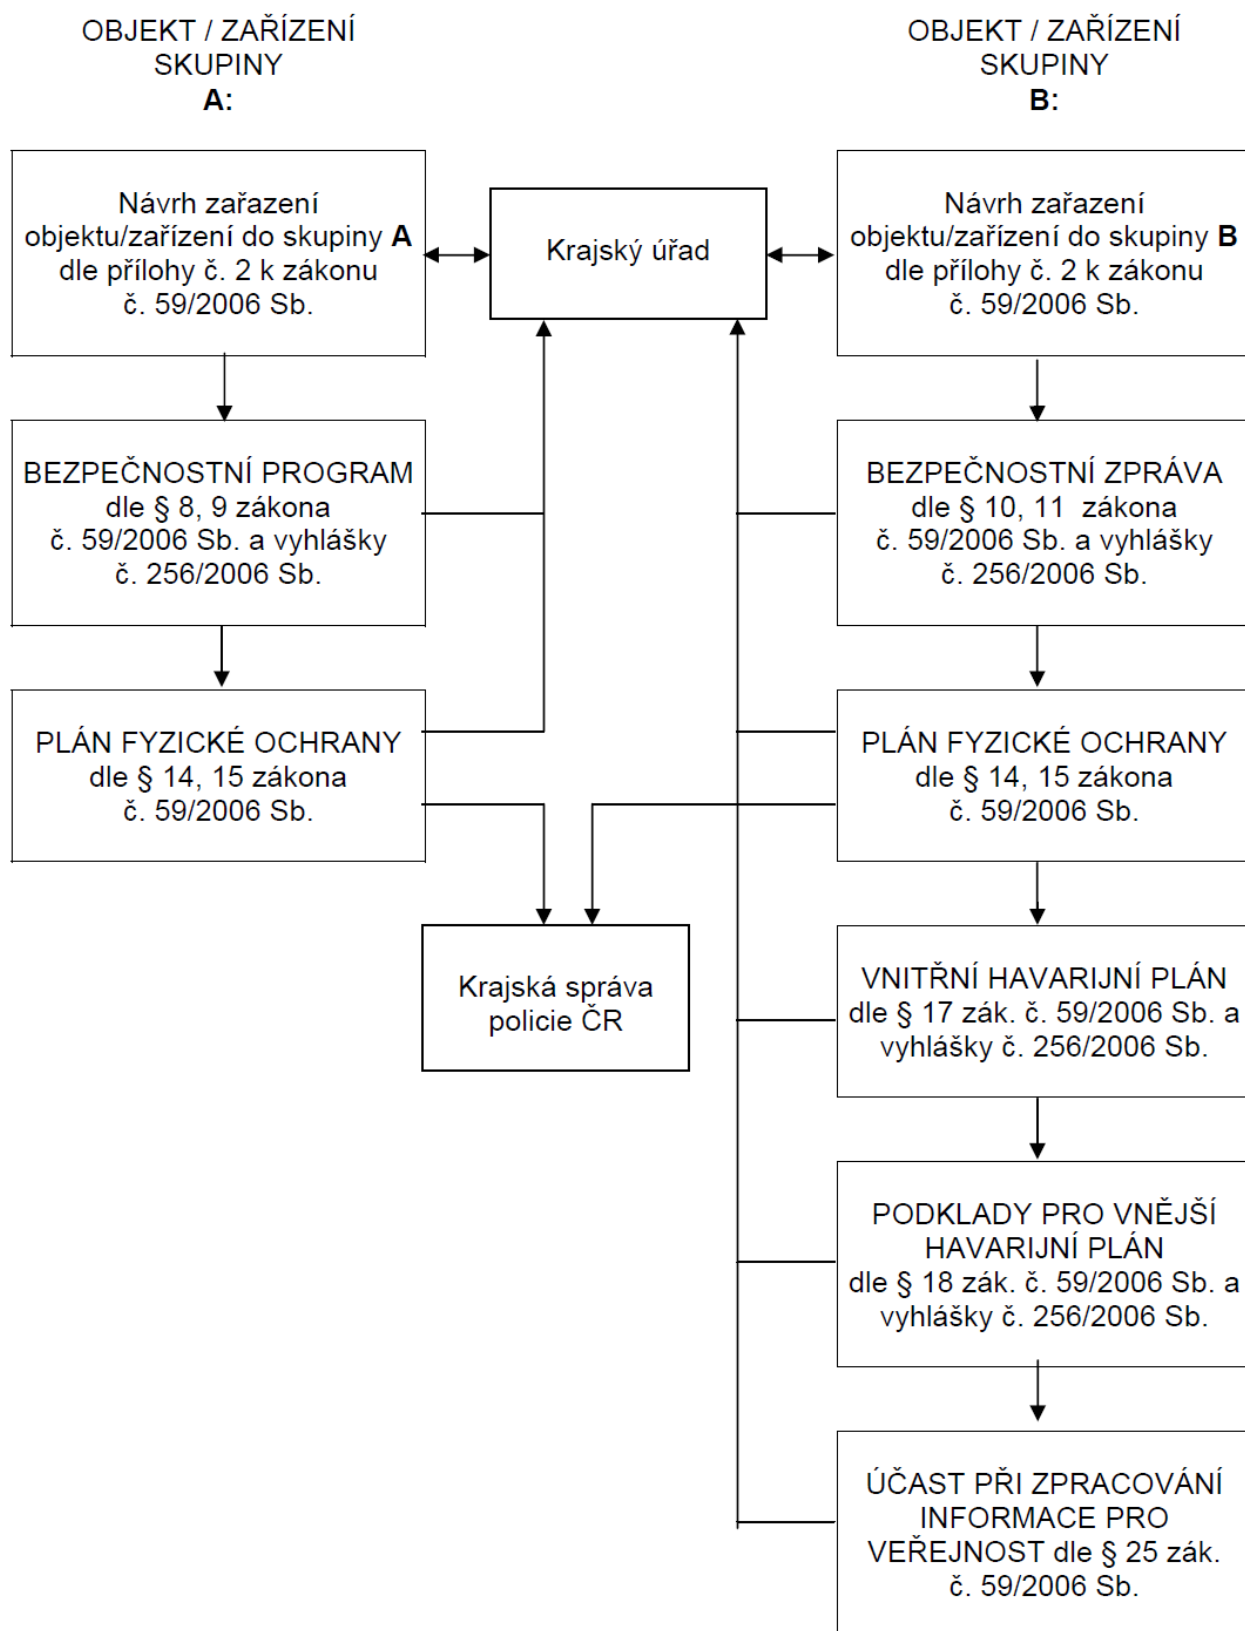 OBJEKT / ZAŘÍZENÍ
SKUPINY
A:
Návrh zařazení
objektu/zařízení do skupiny A
dle přílohy č. 2 k zákonu
č. 59/2006 Sb.
BEZPEČNOSTNÍ PROGRAM
dle § 8, 9 zákona
č. 59/2006 Sb. a vyhlášky
č. 256/2006 Sb.
PLÁN FYZICKÉ OCHRANY
dle § 14, 15 zákona
č. 59/2006 Sb.
Krajský úřad
Krajská správa
policie ČR
OBJEKT / ZAŘÍZENÍ
SKUPINY
B:
Návrh zařazení
objektu/zařízení do skupiny B
dle přílohy č. 2 k zákonu
č. 59/2006 Sb.
BEZPEČNOSTNÍ ZPRÁVA
dle § 10, 11 zákona
č. 59/2006 Sb. a vyhlášky
č. 256/2006 Sb.
PLÁN FYZICKÉ OCHRANY
dle § 14, 15 zákona
č. 59/2006 Sb.
VNITŘNÍ HAVARIJNÍ PLÁN
dle § 17 zák. č. 59/2006 Sb. a
vyhlášky č. 256/2006 Sb.
PODKLADY PRO VNĚJŠÍ
HAVARIJNÍ PLÁN
dle § 18 zák. č. 59/2006 Sb. a
vyhlášky č. 256/2006 Sb.
ÚČAST PŘI ZPRACOVÁNÍ
INFORMACE PRO
VEŘEJNOST dle § 25 zák.
č. 59/2006 Sb.